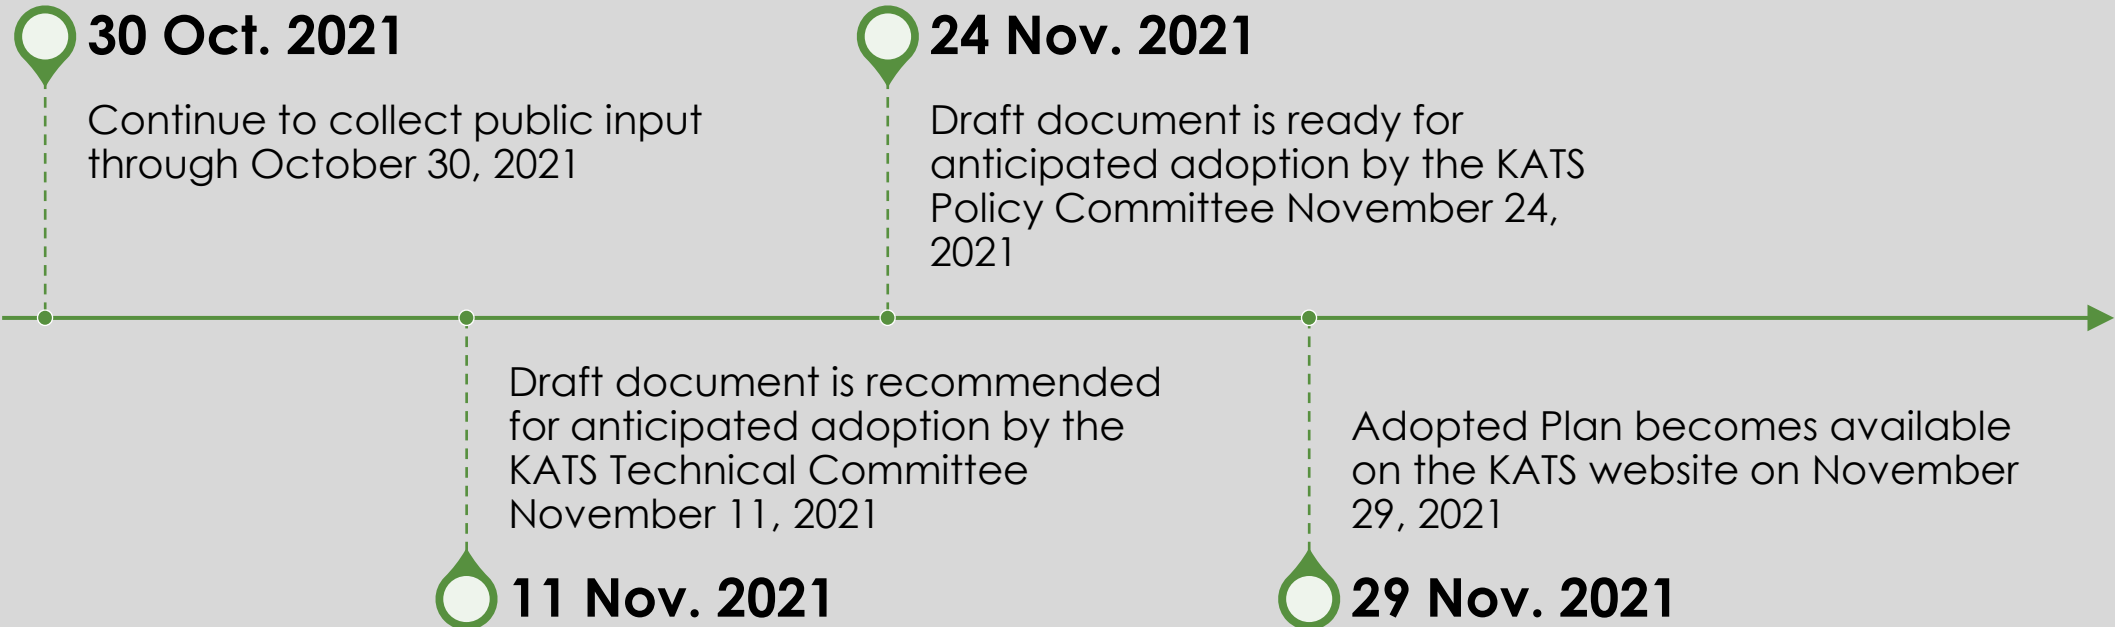 30 Oct. 2021
Continue to collect public input
through October 30, 2021
24 Nov. 2021
Draft document is ready for
anticipated adoption by the KATS
Policy Committee November 24,
2021
Draft document is recommended
for anticipated adoption by the
KATS Technical Committee
November 11, 2021
11 Nov. 2021
Adopted Plan becomes available
on the KATS website on November
29, 2021
29 Nov. 2021